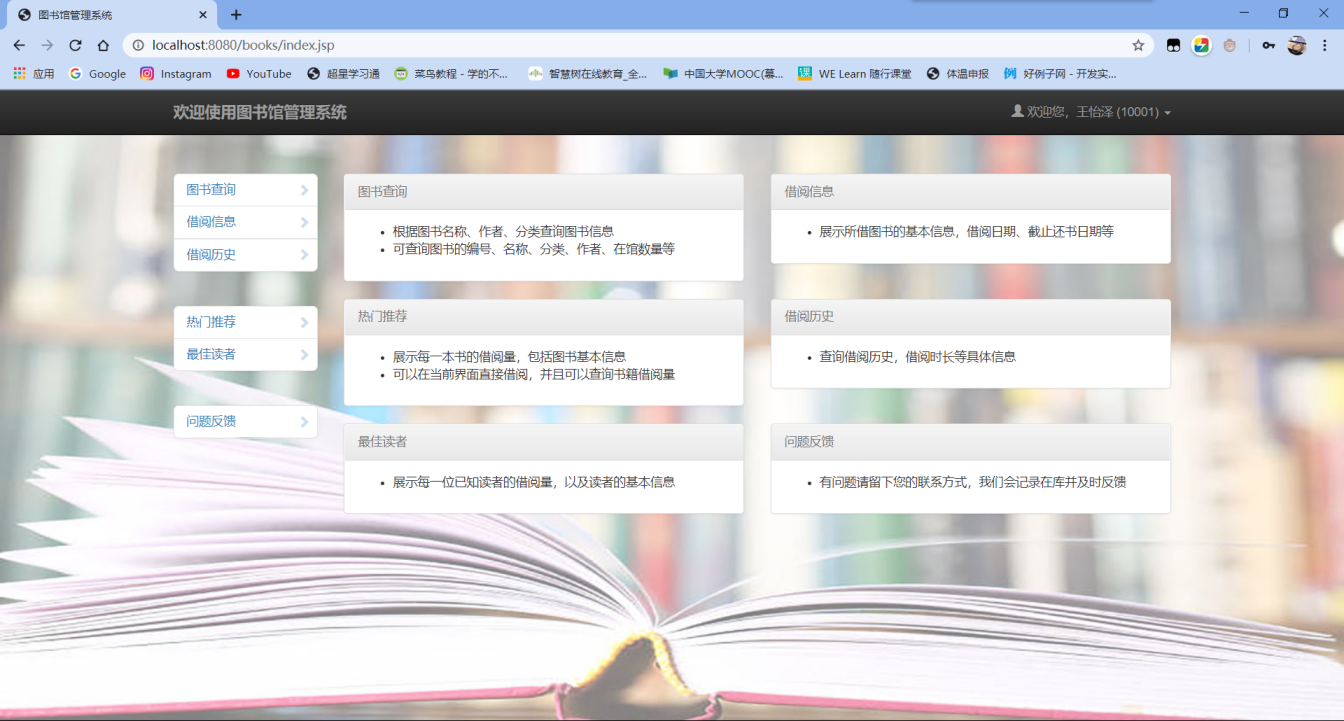 图书馆管理系统
localhost:8080/books/index.jsp
应用 Google Instagram YouTube 超星学习通 菜鸟教程 - 学的不... 智慧树在线教育_全... 中国大学MOOC(慕... WE Learn 随行课堂 体温申报 好例子网 - 开发实...
欢迎使用图书馆管理系统
欢迎您，王怡泽 (10001)
图书查询
借阅信息
借阅历史
热门推荐
最佳读者
问题反馈
图书查询
根据图书名称、作者、分类查询图书信息
可查询图书的编号、名称、分类、作者、在馆数量等
借阅信息
展示所借图书的基本信息，借阅日期、截止还书日期等
热门推荐
展示每一本书的借阅量，包括图书基本信息
可以在当前界面直接借阅，并且可以查询书籍借阅量
借阅历史
查询借阅历史，借阅时长等具体信息
最佳读者
展示每一位已知读者的借阅量，以及读者的基本信息
问题反馈
有问题请留下您的联系方式，我们会记录在库并及时反馈